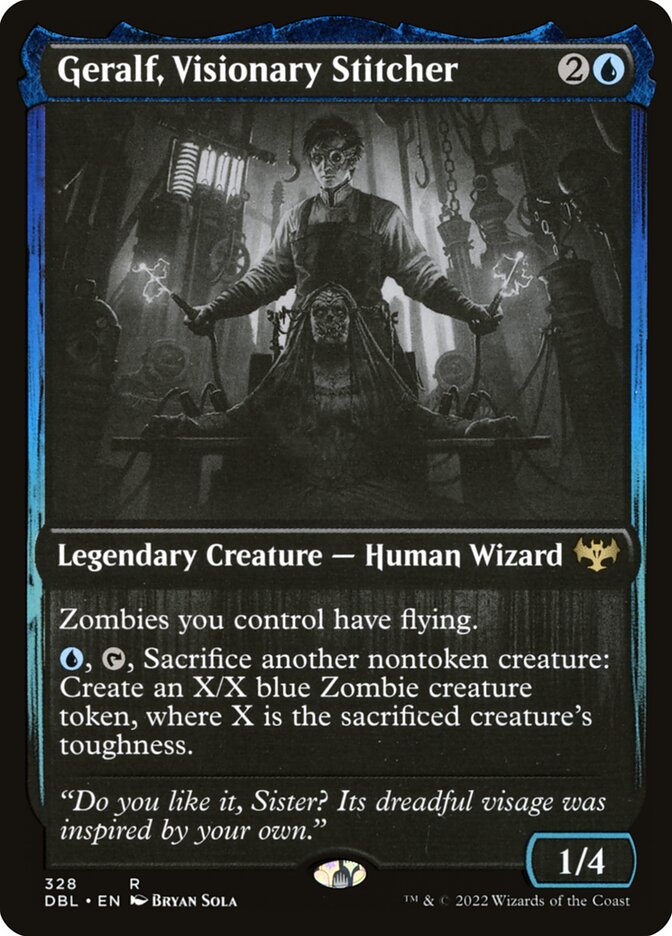 Geralf, Visionary Stitcher 2
Legendary Creature — Human Wizard
Zombies you control have flying.
, , Sacrifice another nontoken creature:
Create an X/X blue Zombie creature
token, where X is the sacrificed creature's
toughness.
“Do you like it, Sister? Its dreadful visage was
inspired by your own.”
1/4
328 R
DBL • EN Bryan Sola
™ & © 2022 Wizards of the Coast